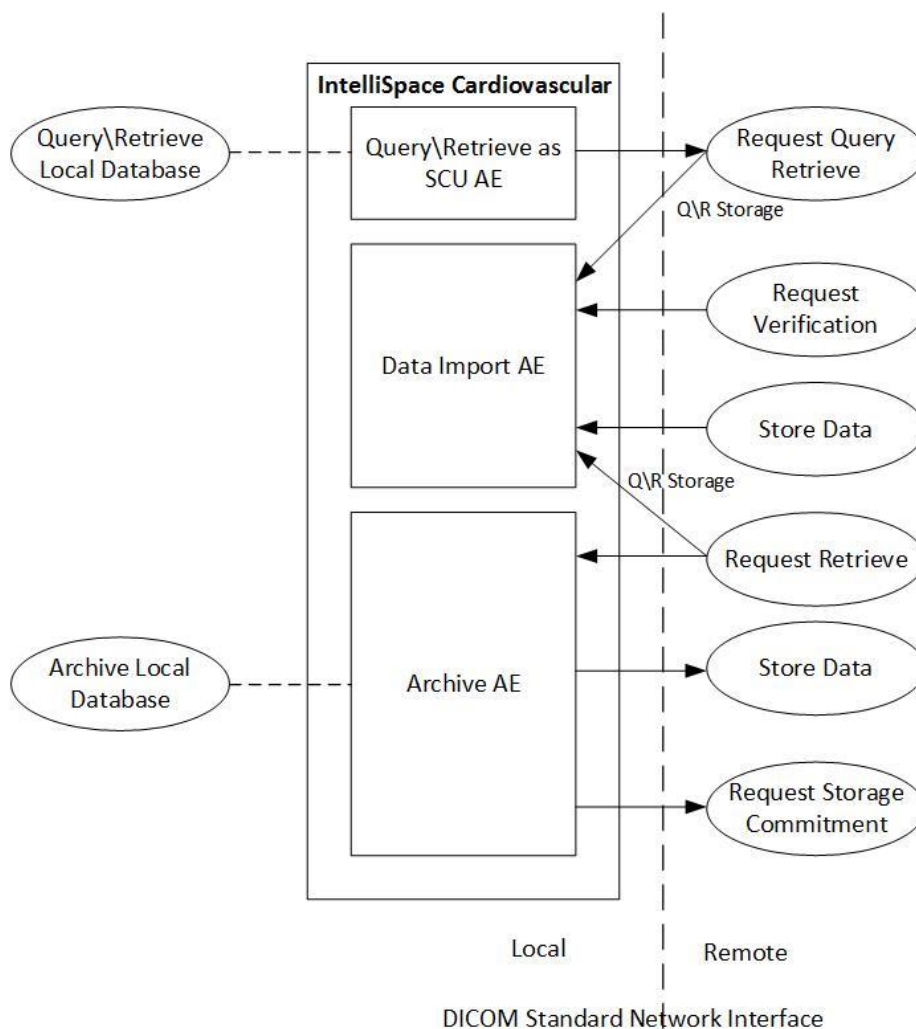 IntelliSpace Cardiovascular
Query\Retrieve
Local Database
Query\Retrieve as
SCU AE
Request Query
Retrieve
Q\R Storage
Request
Verification
Data Import AE
Store Data
Q\R Storage
Request Retrieve
Archive Local
Database
Archive AE
Store Data
Request Storage
Commitment
Local
Remote
DICOM Standard Network Interface